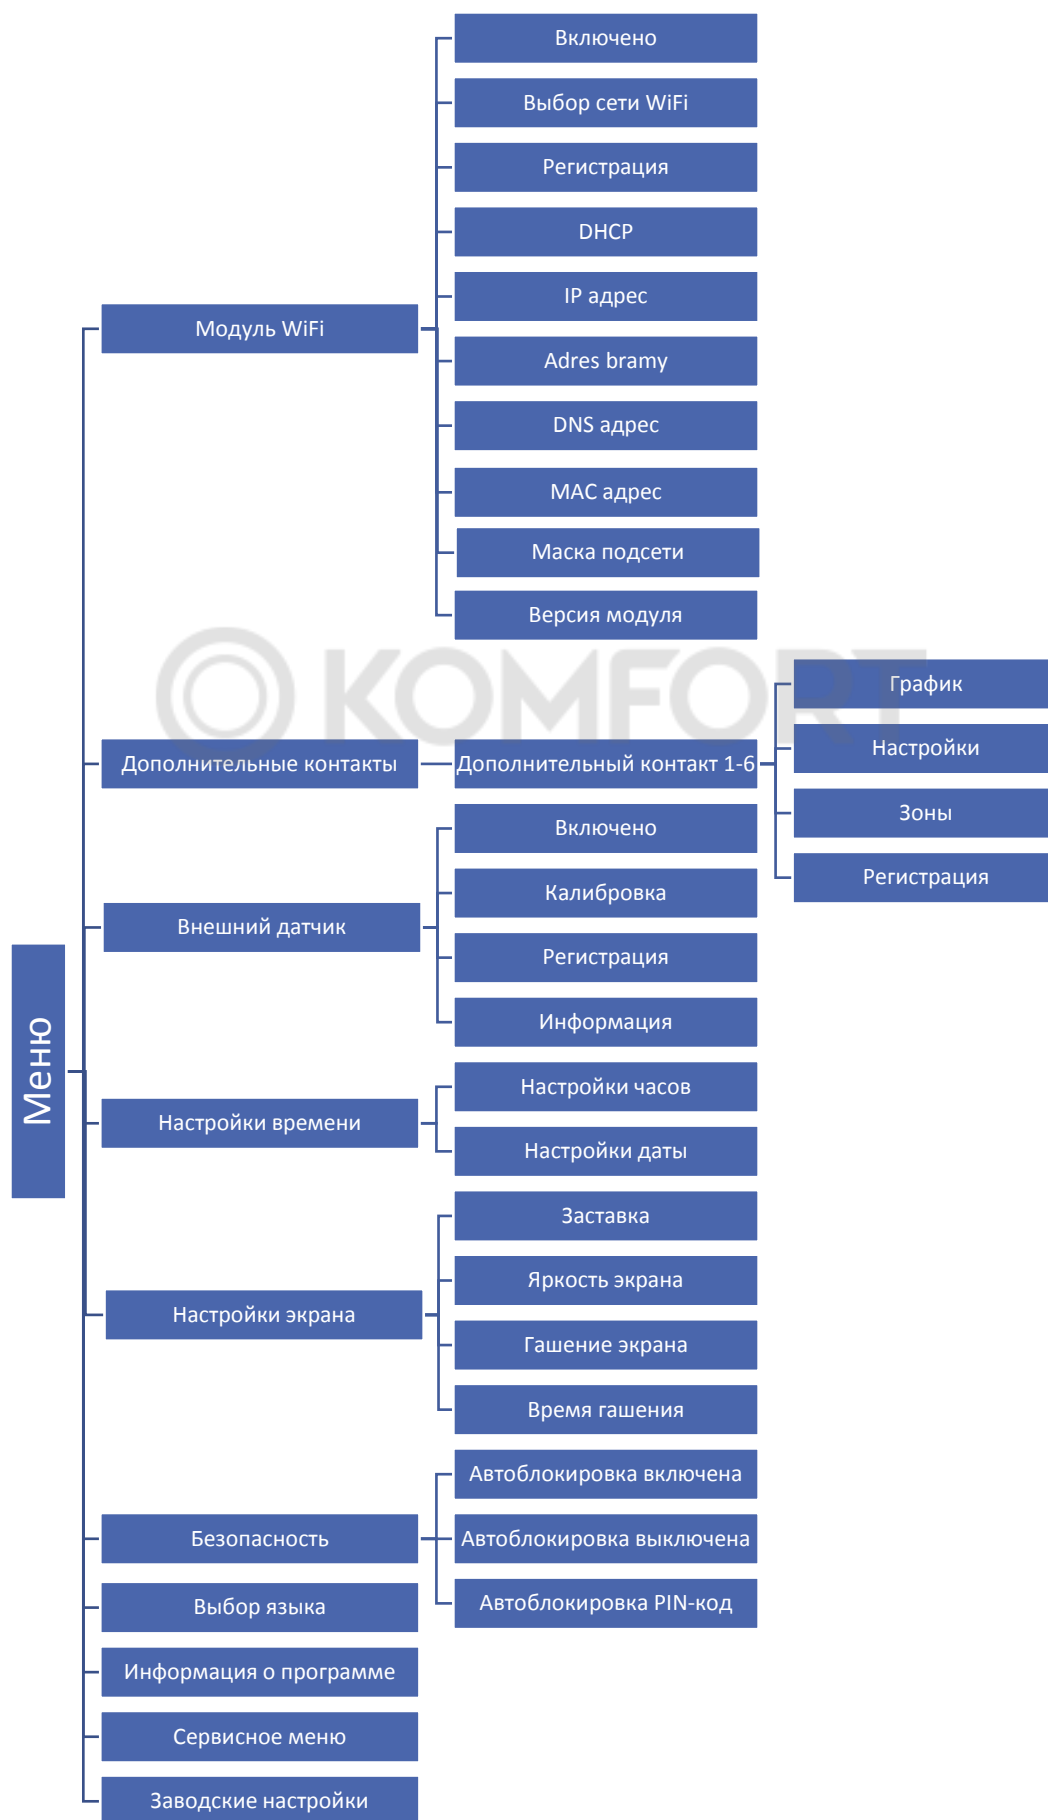 Меню
Модуль WiFi
Включено
Выбор сети WiFi
Регистрация
DHCP
IP адрес
Adres bramy
DNS адрес
MAC адрес
Маска подсети
Версия модуля
KOMFORT
Дополнительные контакты
Дополнительный контакт 1-6
График
Настройки
Зоны
Регистрация
Внешний датчик
Включено
Калибровка
Регистрация
Информация
Настройки времени
Настройки часов
Настройки даты
Настройки экрана
Заставка
Яркость экрана
Гашение экрана
Время гашения
Безопасность
Автоблокировка включена
Автоблокировка выключена
Автоблокировка PIN-код
Выбор языка
Информация о программе
Сервисное меню
Заводские настройки